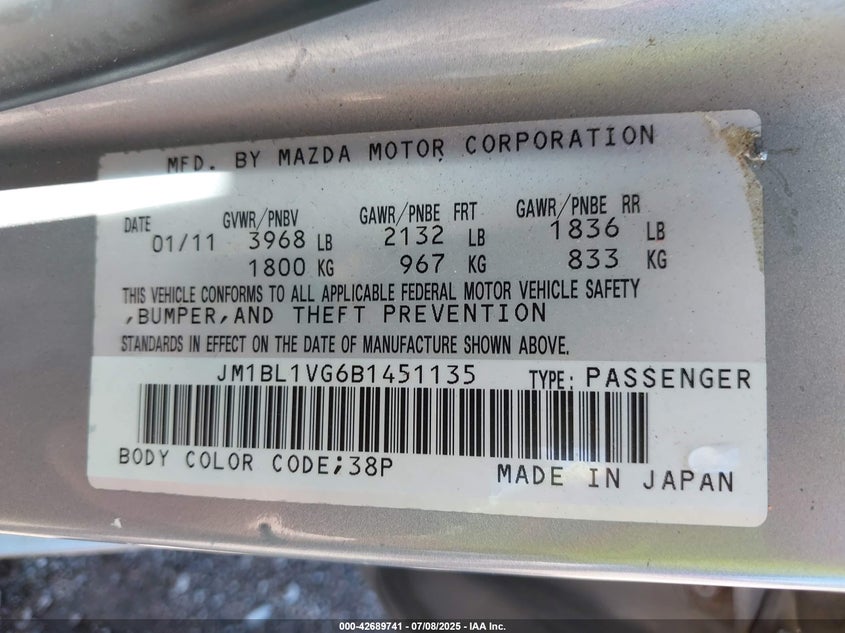 MFD. BY MAZDA MOTOR CORPORATION
DATE GVWR/PNBV GAWR/PNBE FRT GAWR/PNBE RR
01/11 3968 LB 2132 LB 1836 LB
1800 KG 967 KG 833 KG
THIS VEHICLE CONFORMS TO ALL APPLICABLE FEDERAL MOTOR VEHICLE SAFETY
,BUMPER,AND THEFT PREVENTION
STANDARDS IN EFFECT ON THE DATE OF MANUFACTURE SHOWN ABOVE.
JM1BL1VG6B1451135 TYPE: PASSENGER
BODY COLOR CODE;38P MADE IN JAPAN
000-42689741 / 07/08/2025 - IAA Inc.